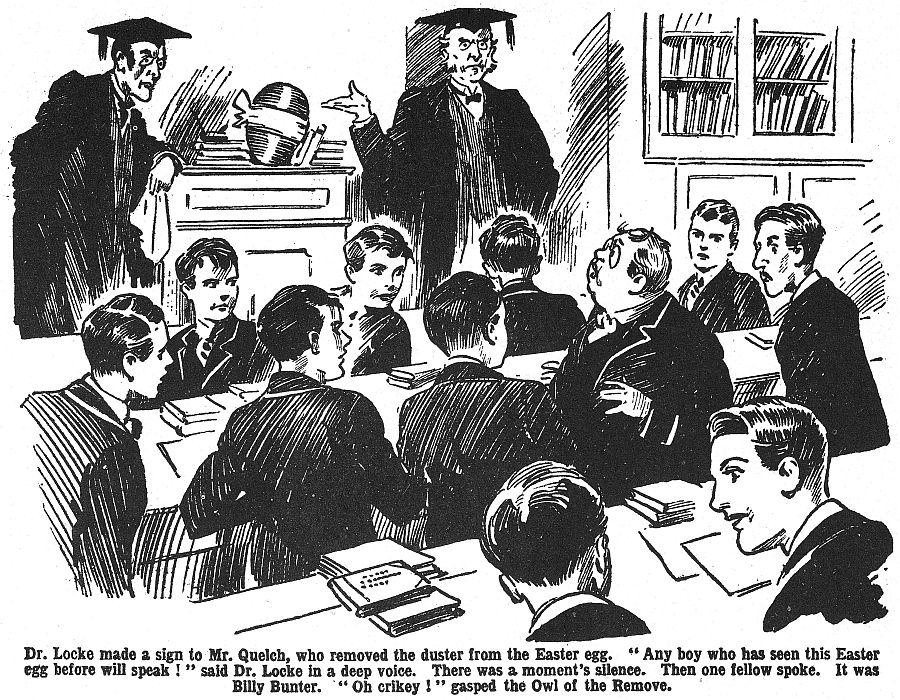 Dr. Locke made a sign to Mr. Quelch, who removed the duster from the Easter egg. " Any boy who has seen this Easter
egg before will speak ! " said Dr. Locke in a deep voice. There was a moment's silence. Then one fellow spoke. It was
Billy Bunter. " Oh crikey ! " gasped the Owl of the Remove.